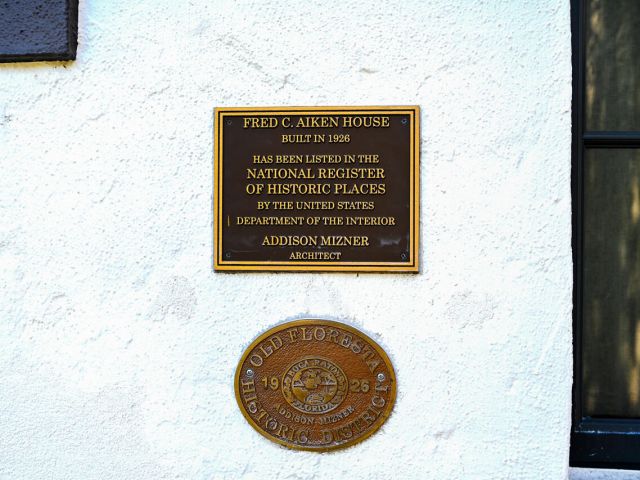 FRED C. AIKEN HOUSE
BUILT IN 1926
HAS BEEN LISTED IN THE
NATIONAL REGISTER
OF HISTORIC PLACES
BY THE UNITED STATES
DEPARTMENT OF THE INTERIOR
ADDISON MIZNER
ARCHITECT
OLD FLORESTA
19 26
BOCA RATON
FLORIDA
ADDISON MIZNER
HISTORIC DISTRICT